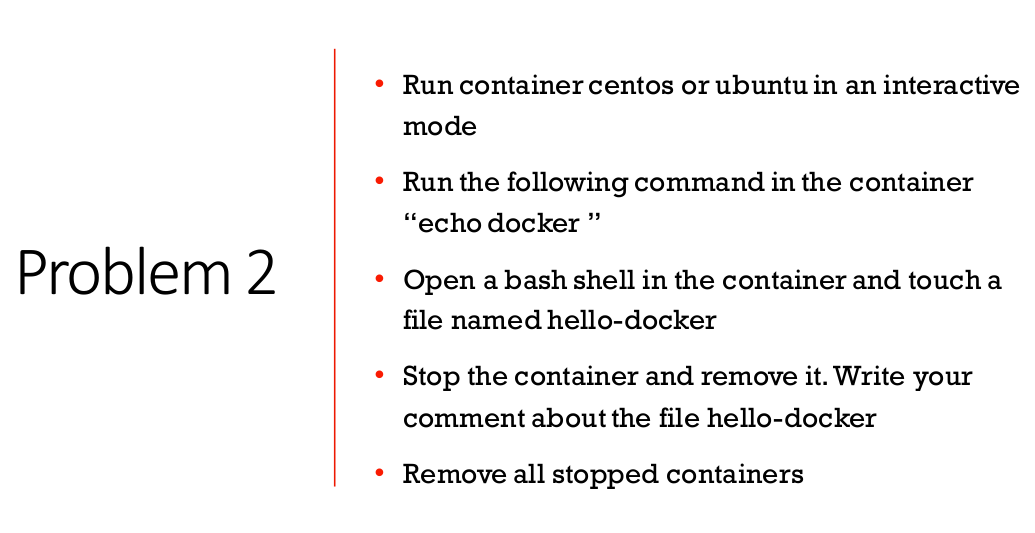 Problem 2
• Run container centos or ubuntu in an interactive
mode
• Run the following command in the container
“echo docker ”
• Open a bash shell in the container and touch a
file named hello-docker
• Stop the container and remove it. Write your
comment about the file hello-docker
• Remove all stopped containers